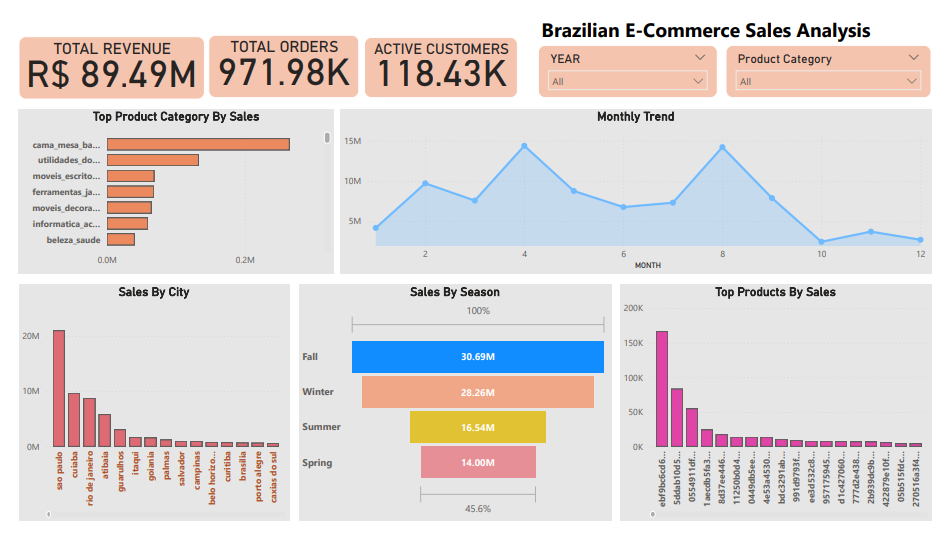 Brazilian E-Commerce Sales Analysis
TOTAL REVENUE
R$ 89.49M
TOTAL ORDERS
971.98K
ACTIVE CUSTOMERS
118.43K
YEAR
All
Product Category
All
Top Product Category By Sales
cama_mesa_ba...
utilidades_do...
moveis_escrito...
ferramentas_ja...
moveis_decora...
informatica_ac...
beleza_saude
0.0M 0.2M
Monthly Trend
15M
10M
5M
2 4 6 8 10 12
MONTH
Sales By City
20M
10M
0M
sao paulo
cuiaba
rio de janeiro
atibaia
guarulhos
itaqui
goiania
palmas
salvador
campinas
belo horizo...
curitiba
brasilia
porto alegre
caxias do sul
Sales By Season
100%
Fall 30.69M
Winter 28.26M
Summer 16.54M
Spring 14.00M
45.6%
Top Products By Sales
200K
150K
100K
50K
0K
ebf9bc6cd6...
5ddab10d5...
0554911df...
1aecdb5fa3...
8d37ee446...
11250b0d4...
0449db5ee...
4e53a4530...
bdc3291ab...
991d9793f...
ee3d532c8...
957175945...
d1c427060...
777d2e438...
2b939d9b...
422879e10f...
05b515fdc...
270516a3f4...